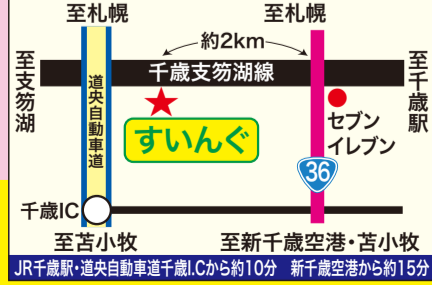 至札幌
至札幌
約2km
至支笏湖
千歳支笏湖線
至千歳駅
道央自動車道
すいんぐ
セブン
イレブン
36
千歳IC
至苫小牧
至新千歳空港・苫小牧
JR千歳駅・道央自動車道千歳I.Cから約10分 新千歳空港から約15分